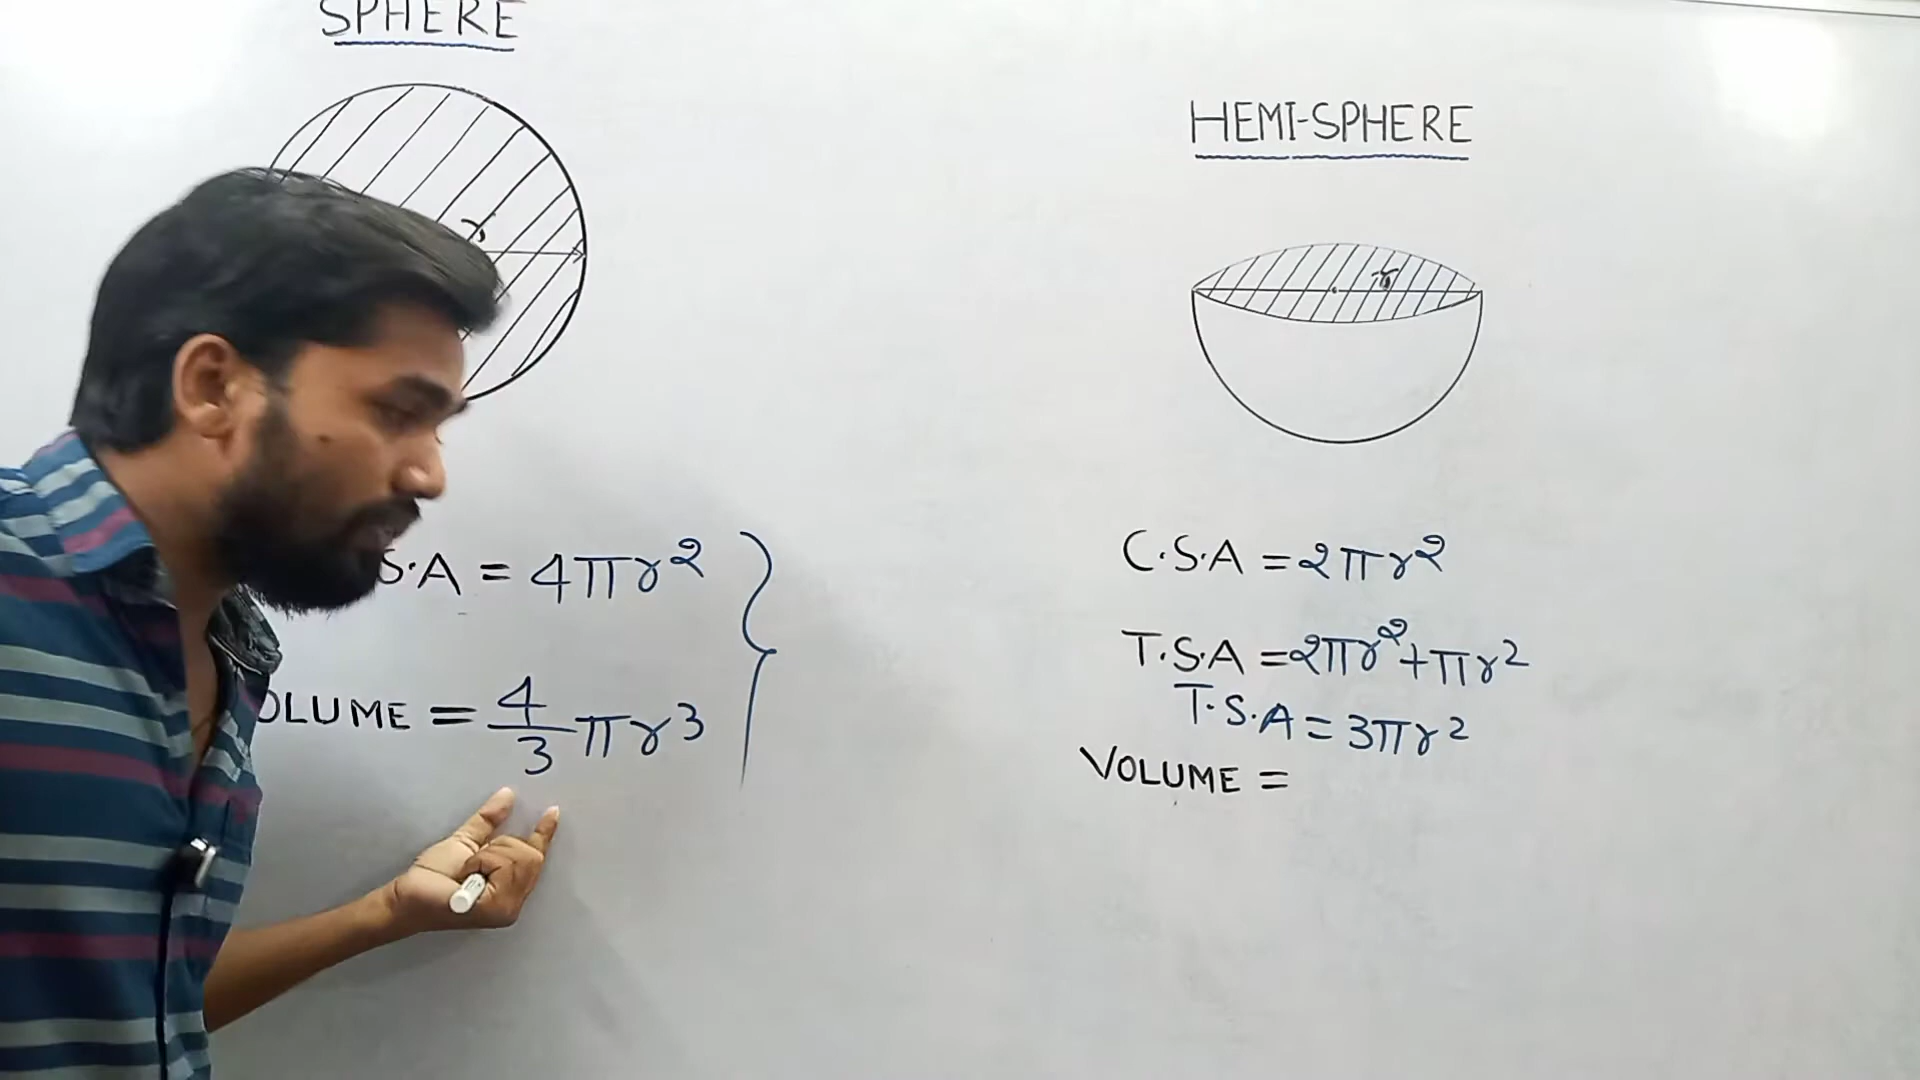 SPHERE
r
S.A = 4πr²
OLUME = 4/3 πr³
HEMI-SPHERE
r
C.S.A = 2πr²
T.S.A = 2πr² + πr²
T.S.A = 3πr²
VOLUME =